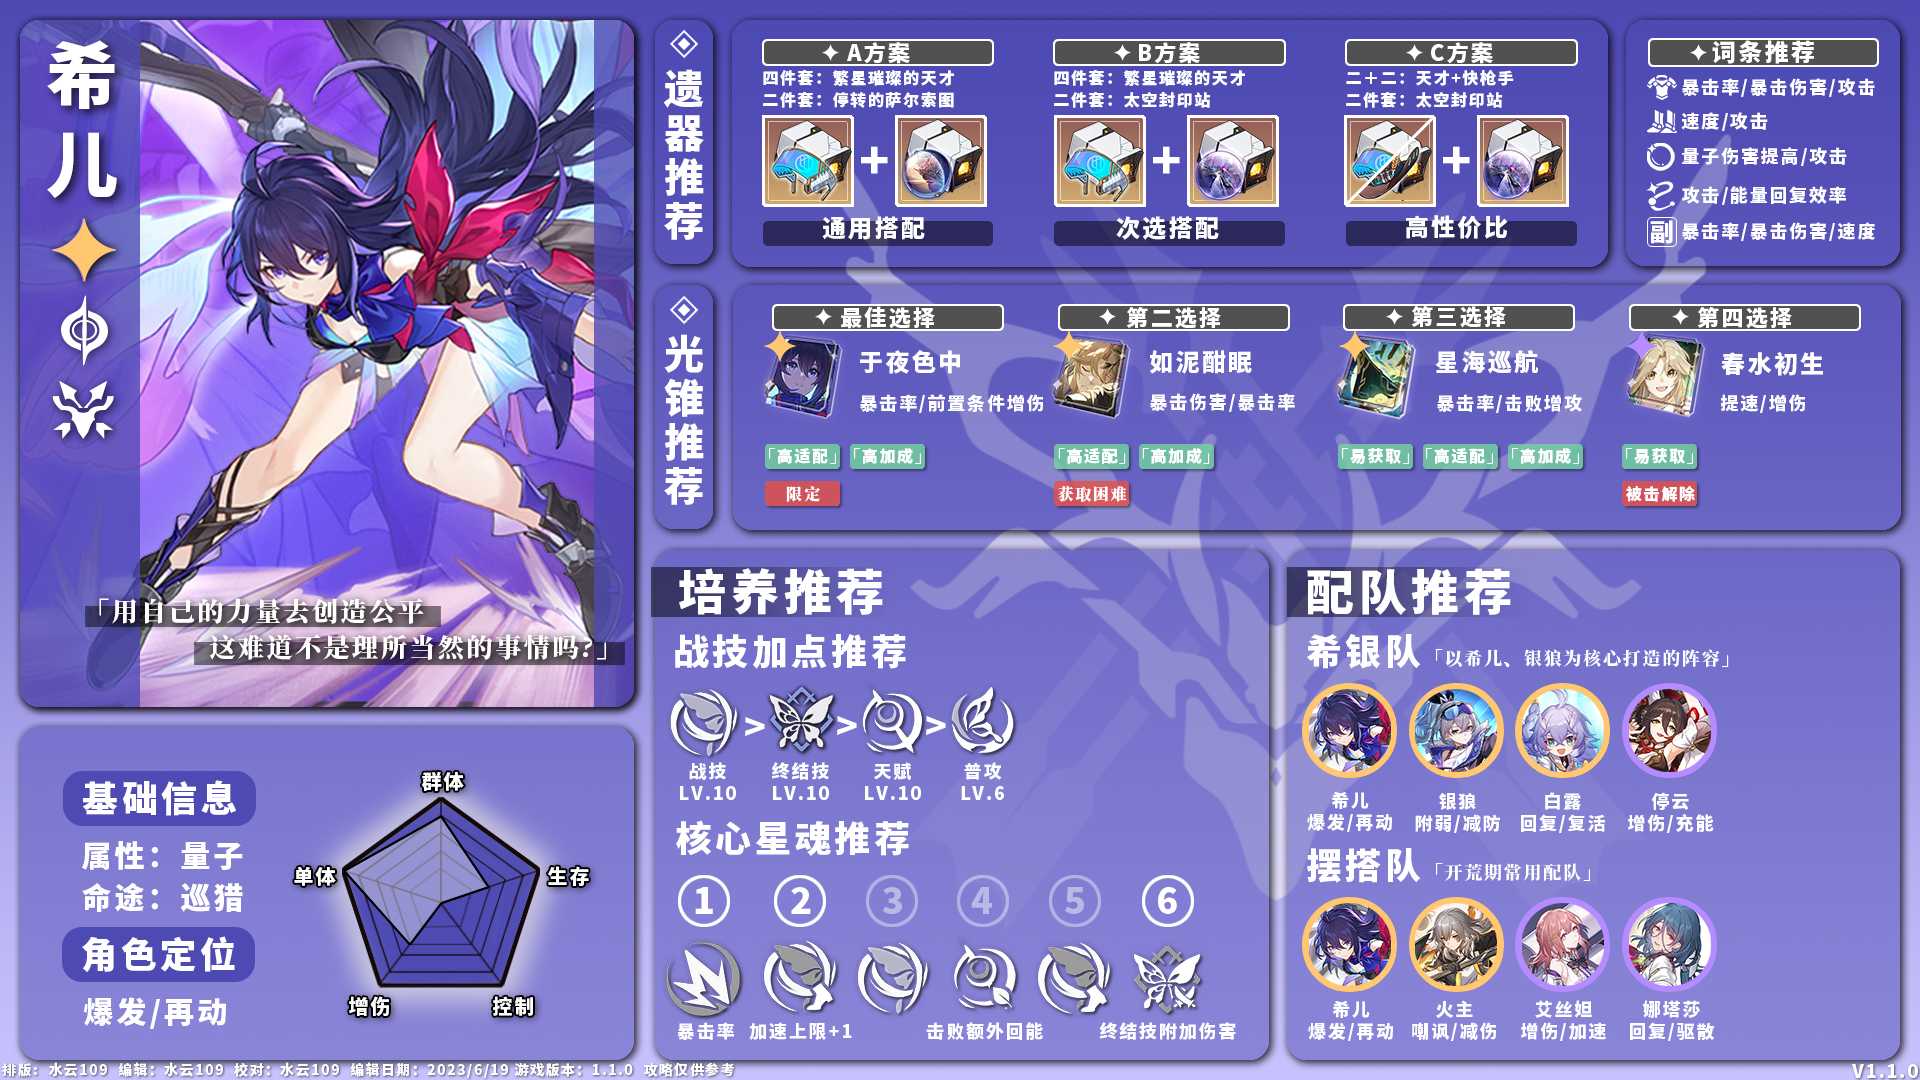 希儿
「用自己的力量去创造公平
这难道不是理所当然的事情吗?」
基础信息
属性：量子
命途：巡猎
角色定位
爆发/再动
群体
单体
生存
增伤
控制
遗器推荐
A方案
四件套：繁星璀璨的天才
二件套：停转的萨尔索图
通用搭配
B方案
四件套：繁星璀璨的天才
二件套：太空封印站
次选搭配
C方案
二+二：天才+快枪手
二件套：太空封印站
高性价比
词条推荐
暴击率/暴击伤害/攻击
速度/攻击
量子伤害提高/攻击
攻击/能量回复效率
副 暴击率/暴击伤害/速度
光锥推荐
最佳选择
于夜色中
暴击率/前置条件增伤
「高适配」 「高加成」
限定
第二选择
如泥酣眠
暴击伤害/暴击率
「高适配」 「高加成」
获取困难
第三选择
星海巡航
暴击率/击败增攻
「易获取」 「高适配」 「高加成」
第四选择
春水初生
提速/增伤
「易获取」
被击解除
培养推荐
战技加点推荐
> > >
战技 终结技 天赋 普攻
LV.10 LV.10 LV.10 LV.6
核心星魂推荐
1 2 3 4 5 6
暴击率 加速上限+1 击败额外回能 终结技附加伤害
配队推荐
希银队「以希儿、银狼为核心打造的阵容」
希儿 银狼 白露 停云
爆发/再动 附弱/减防 回复/复活 增伤/充能
摆搭队「开荒期常用配队」
希儿 火主 艾丝妲 娜塔莎
爆发/再动 嘲讽/减伤 增伤/加速 回复/驱散
排版：水云109 编辑：水云109 校对：水云109 编辑日期：2023/6/19 游戏版本：1.1.0 攻略仅供参考
V1.1.0